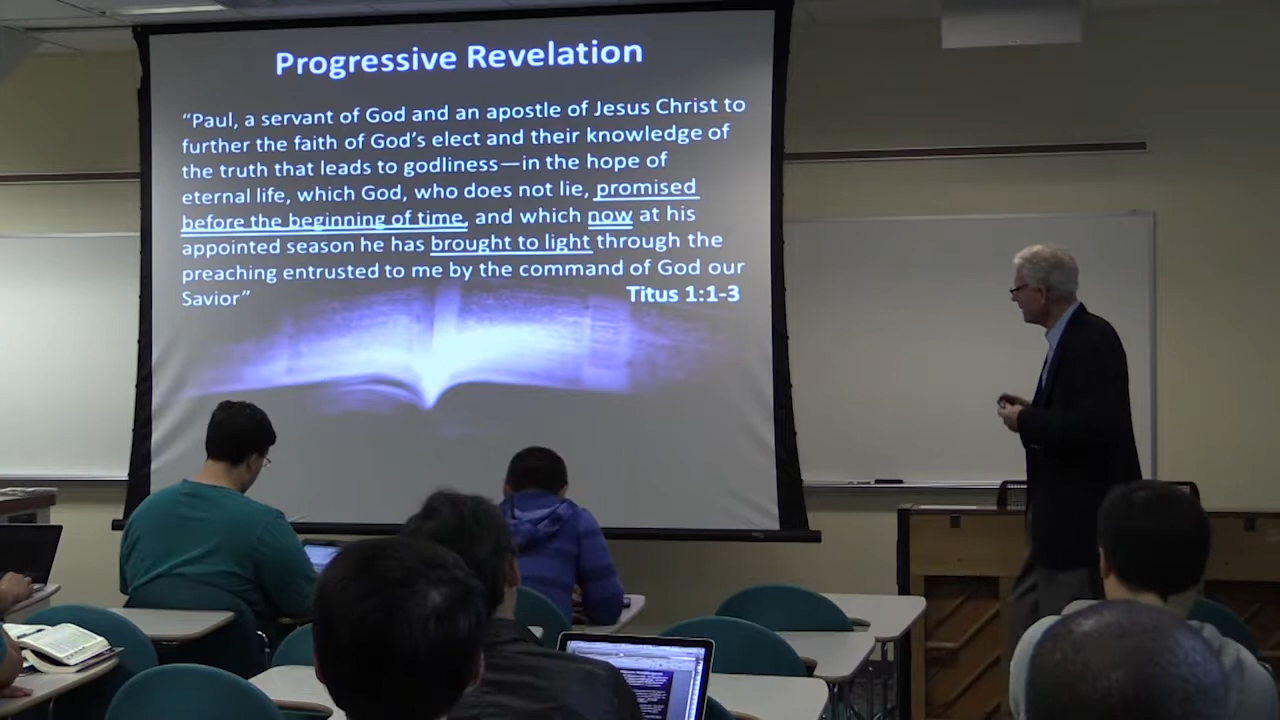 Progressive Revelation
“Paul, a servant of God and an apostle of Jesus Christ to
further the faith of God’s elect and their knowledge of
the truth that leads to godliness—in the hope of
eternal life, which God, who does not lie, promised
before the beginning of time, and which now at his
appointed season he has brought to light through the
preaching entrusted to me by the command of God our
Savior” Titus 1:1-3